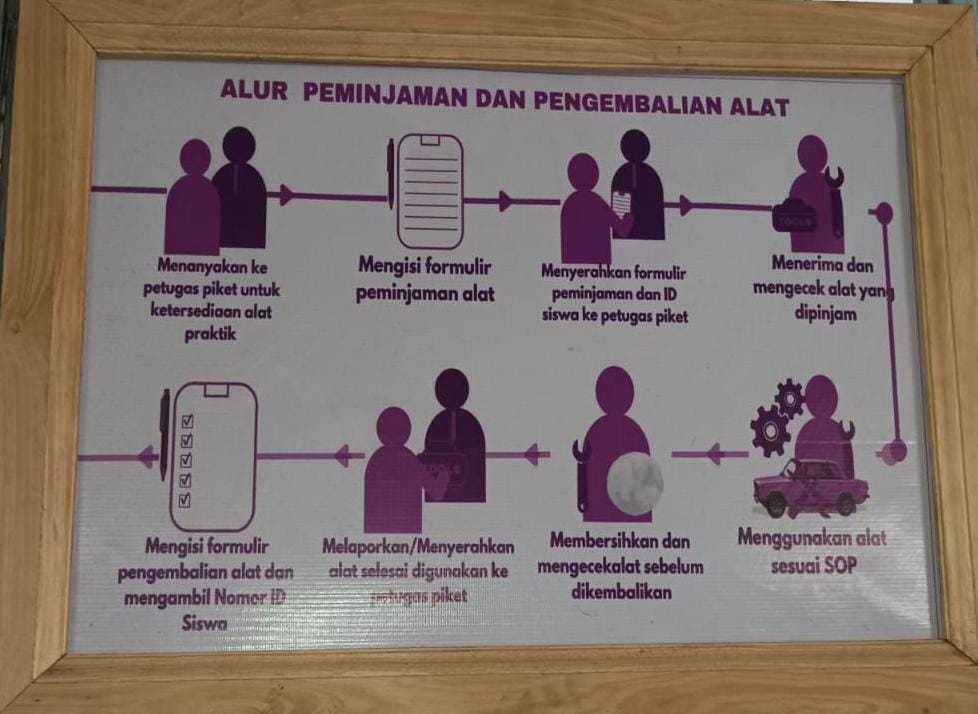 ALUR PEMINJAMAN DAN PENGEMBALIAN ALAT
Menanyakan ke
petugas piket untuk
ketersediaan alat
praktik
Mengisi formulir
peminjaman alat
Menyerahkan formulir
peminjaman dan ID
siswa ke petugas piket
TOOLS
Menerima dan
mengecek alat yang
dipinjam
Menggunakan alat
sesuai SOP
Membersihkan dan
mengecekalat sebelum
dikembalikan
TOOLS
Melaporkan/Menyerahkan
alat selesai digunakan ke
petugas piket
Mengisi formulir
pengembalian alat dan
mengambil Nomor ID
Siswa